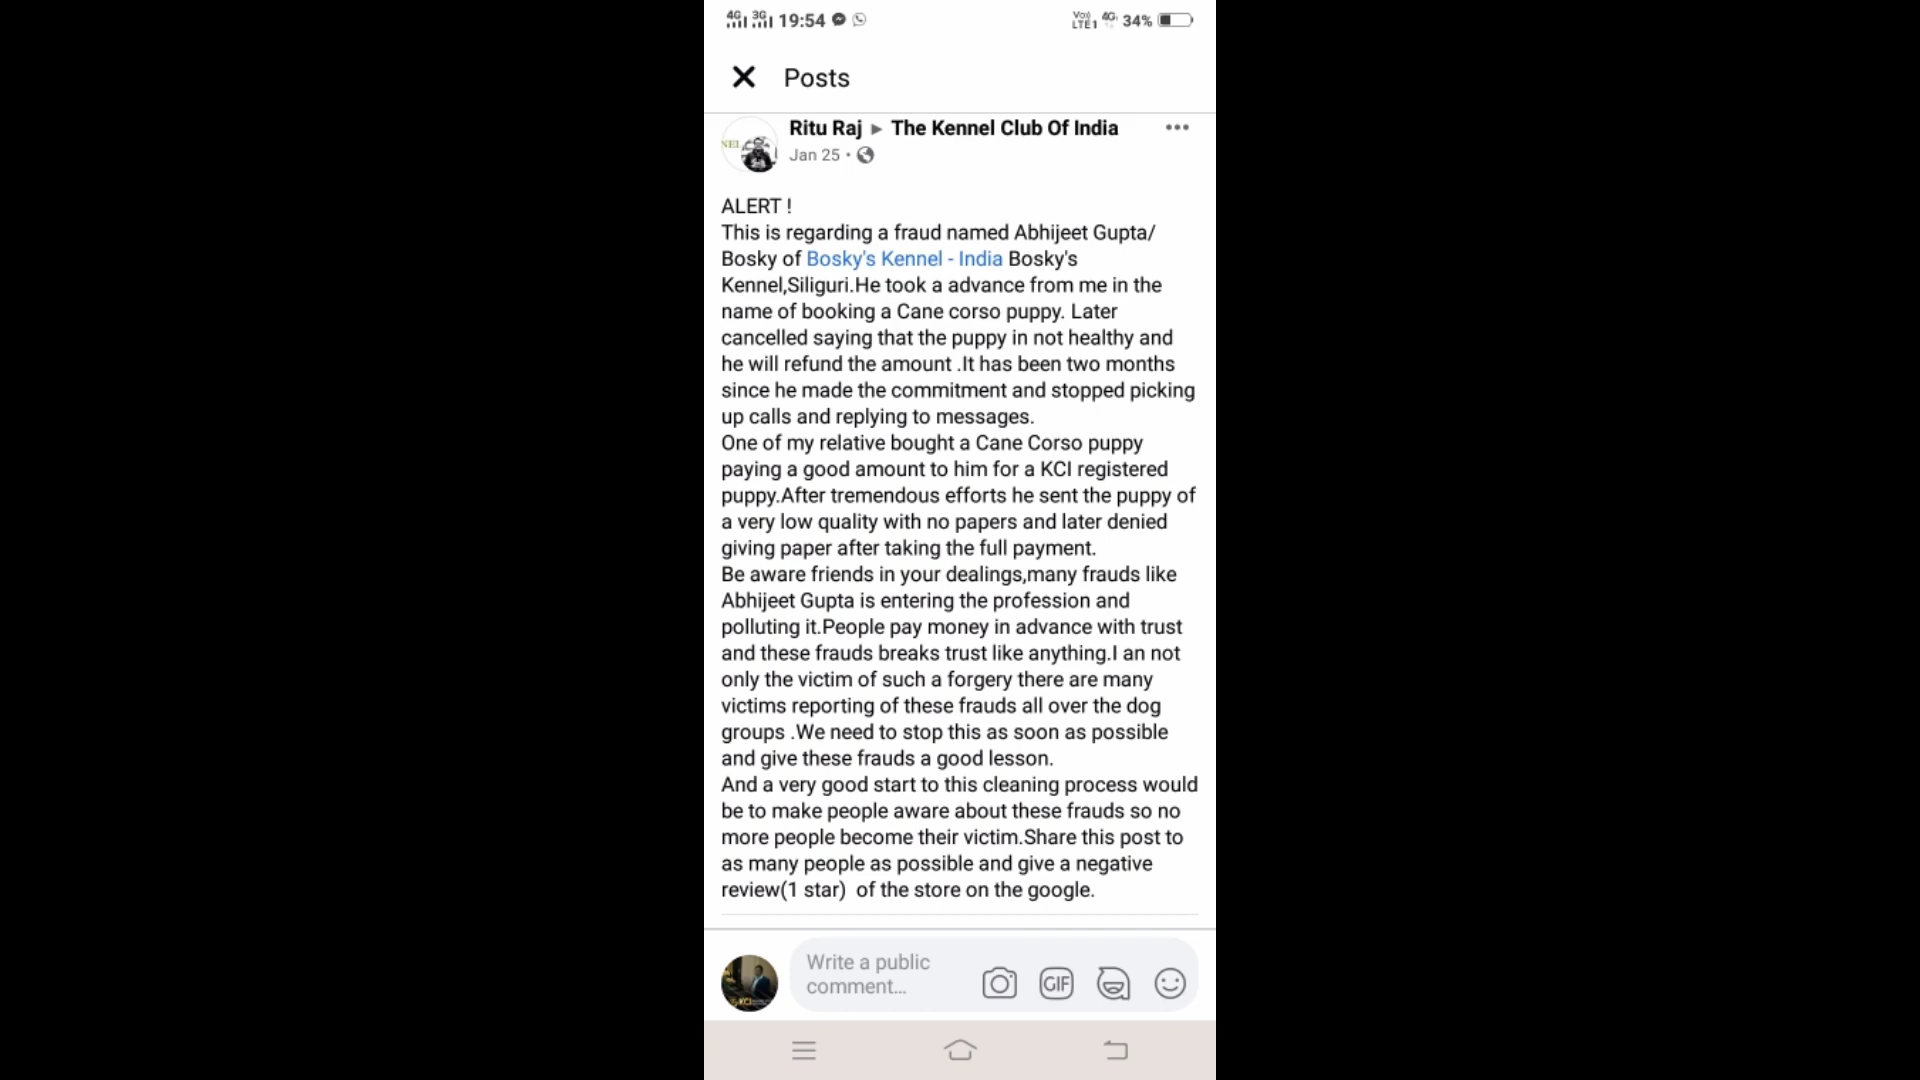 4G 3G 19:54 Vo) LTE1 4G 34%
Posts
Ritu Raj ▸ The Kennel Club Of India
Jan 25 •
NEL
ALERT !
This is regarding a fraud named Abhijeet Gupta/
Bosky of Bosky's Kennel - India Bosky's
Kennel,Siliguri.He took a advance from me in the
name of booking a Cane corso puppy. Later
cancelled saying that the puppy in not healthy and
he will refund the amount .It has been two months
since he made the commitment and stopped picking
up calls and replying to messages.
One of my relative bought a Cane Corso puppy
paying a good amount to him for a KCI registered
puppy.After tremendous efforts he sent the puppy of
a very low quality with no papers and later denied
giving paper after taking the full payment.
Be aware friends in your dealings,many frauds like
Abhijeet Gupta is entering the profession and
polluting it.People pay money in advance with trust
and these frauds breaks trust like anything.I an not
only the victim of such a forgery there are many
victims reporting of these frauds all over the dog
groups .We need to stop this as soon as possible
and give these frauds a good lesson.
And a very good start to this cleaning process would
be to make people aware about these frauds so no
more people become their victim.Share this post to
as many people as possible and give a negative
review(1 star)  of the store on the google.
Write a public
comment...
GIF
KCI